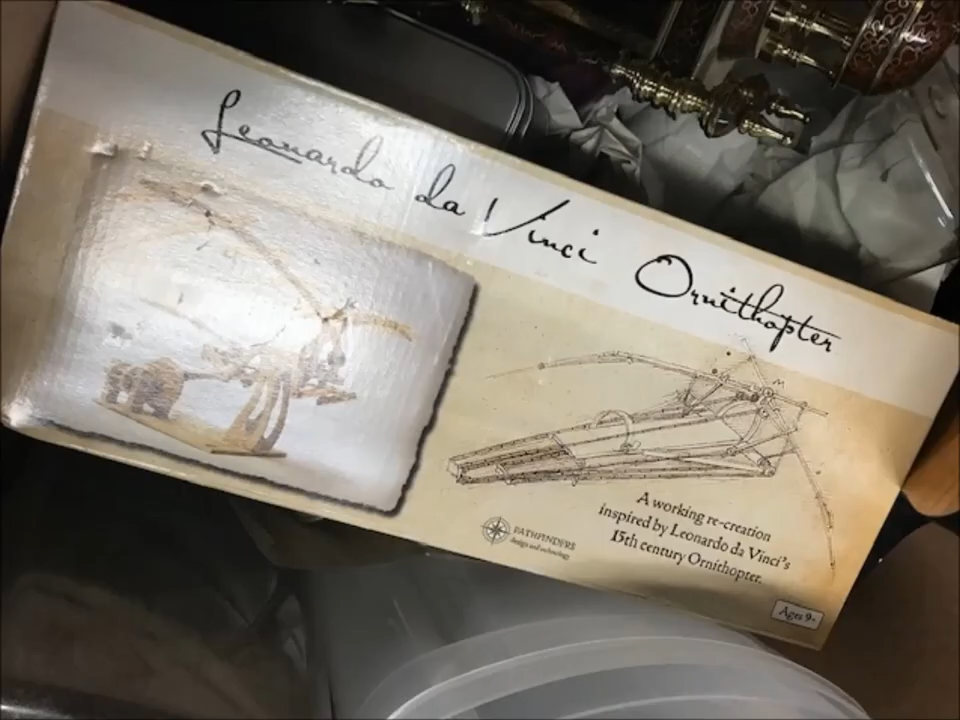 Leonardo da Vinci Ornithopter
PATHFINDERS
design and technology
A working re-creation
inspired by Leonardo da Vinci's
15th century Ornithopter.
Ages 9+